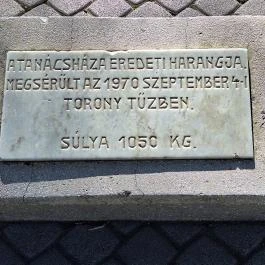 A TANÁCSHÁZA EREDETI HARANGJA.
MEGSÉRÜLT AZ 1970 SZEPTEMBER 4-I
TORONY TŰZBEN.
SÚLYA 1050 KG.